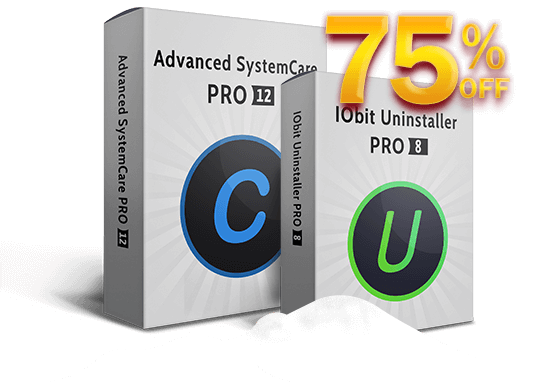 75%
OFF
Advanced SystemCare
PRO 12
Advanced SystemCare PRO 12
C
IObit Uninstaller
PRO 8
IObit Uninstaller PRO 8
U